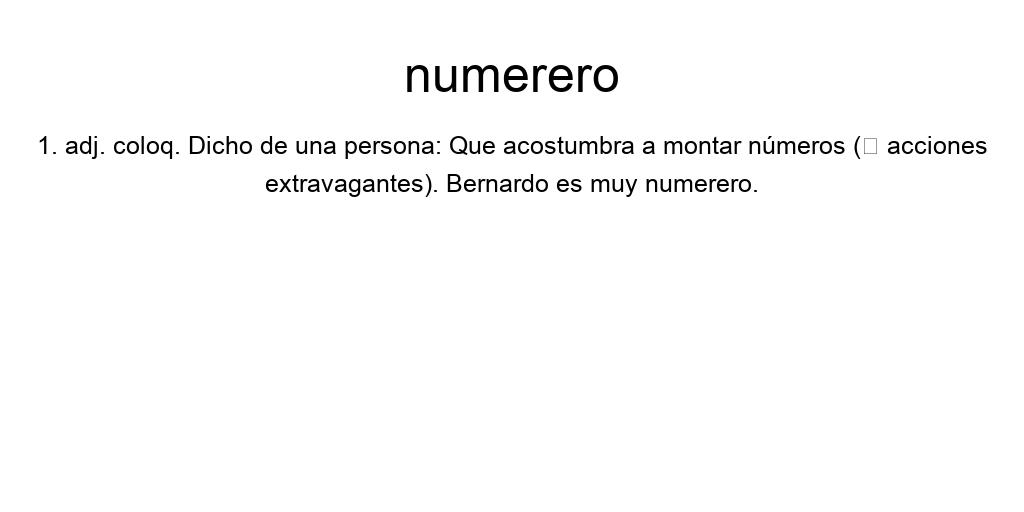 numerero
1. adj. coloq. Dicho de una persona: Que acostumbra a montar números (□ acciones
extravagantes). Bernardo es muy numerero.